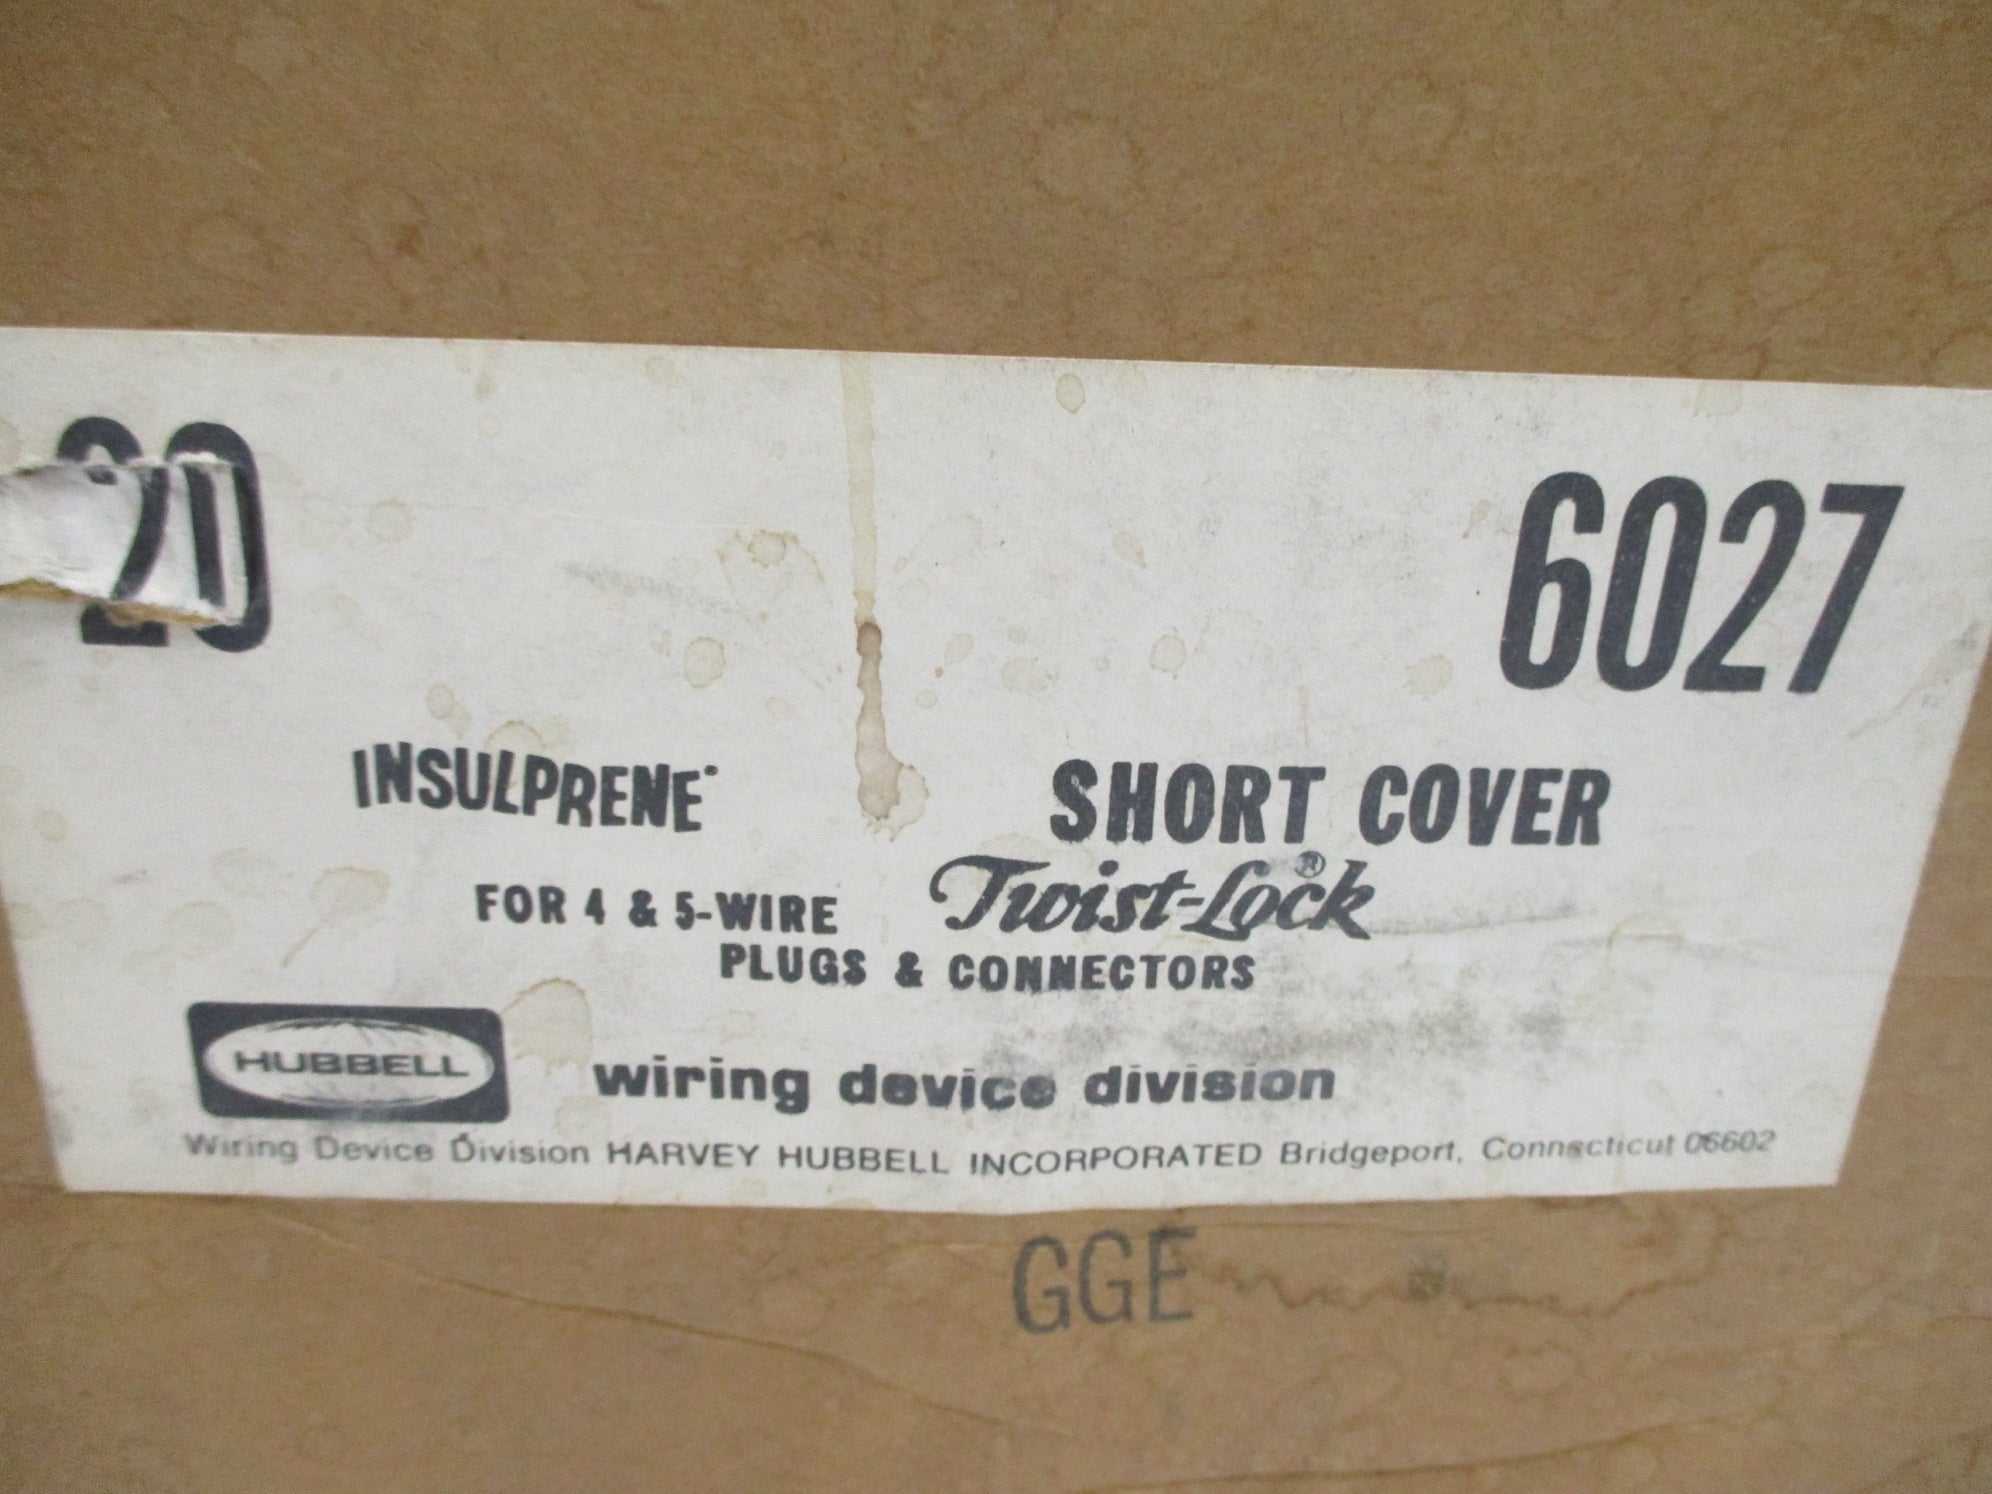 20
6027
INSULPRENE
SHORT COVER
FOR 4 & 5-WIRE Twist-Lock®
PLUGS & CONNECTORS
HUBBELL wiring device division
Wiring Device Division HARVEY HUBBELL INCORPORATED Bridgeport, Connecticut 06602
GGE